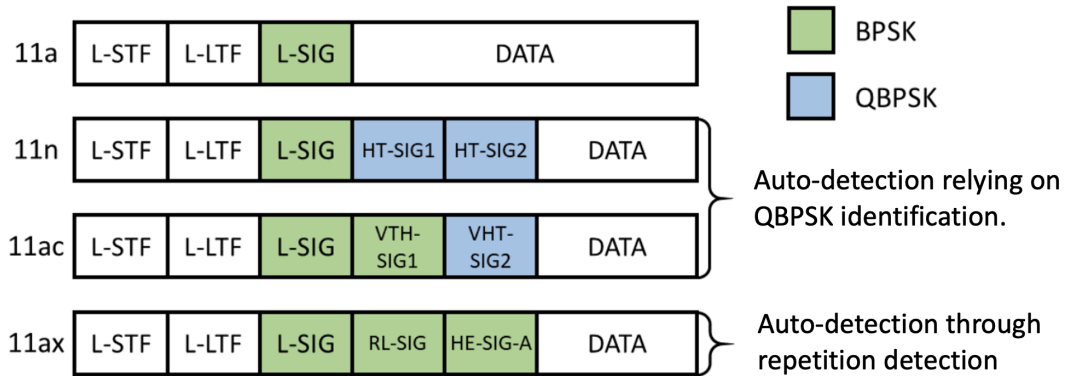 11a L-STF L-LTF L-SIG DATA
BPSK
QBPSK
11n L-STF L-LTF L-SIG HT-SIG1 HT-SIG2 DATA
Auto-detection relying on
QBPSK identification.
11ac L-STF L-LTF L-SIG VTH- VHT- DATA
SIG1 SIG2
11ax L-STF L-LTF L-SIG RL-SIG HE-SIG-A DATA
Auto-detection through
repetition detection